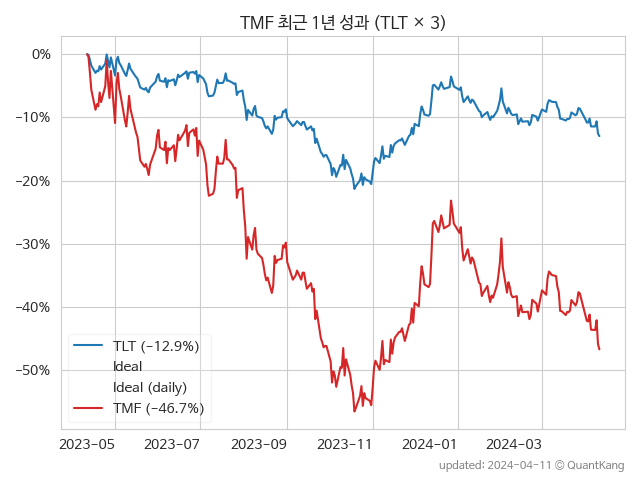 TMF 최근 1년 성과 (TLT × 3)
0%
−10%
−20%
−30%
−40%
−50%
TLT (−12.9%)
Ideal
Ideal (daily)
TMF (−46.7%)
2023−05
2023−07
2023−09
2023−11
2024−01
2024−03
updated: 2024−04−11 © QuantKang